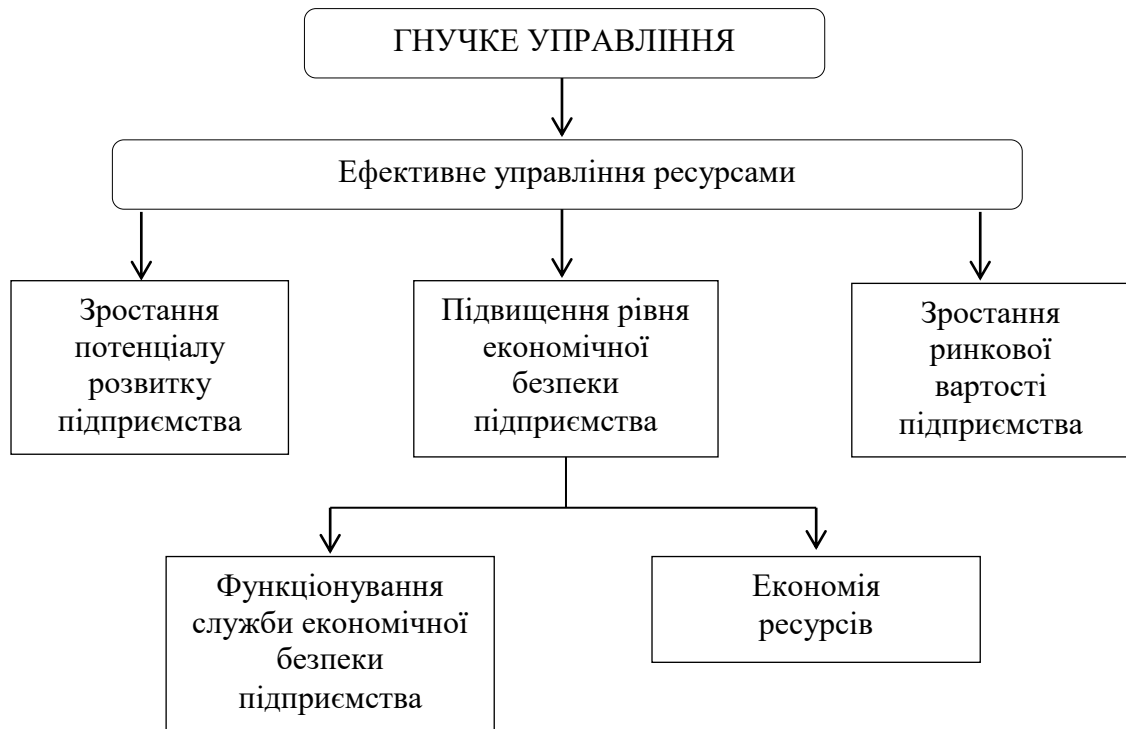 ГНУЧКЕ УПРАВЛІННЯ
Ефективне управління ресурсами
Зростання
потенціалу
розвитку
підприємства
Підвищення рівня
економічної
безпеки
підприємства
Зростання
ринкової
вартості
підприємства
Функціонування
служби економічної
безпеки
підприємства
Економія
ресурсів